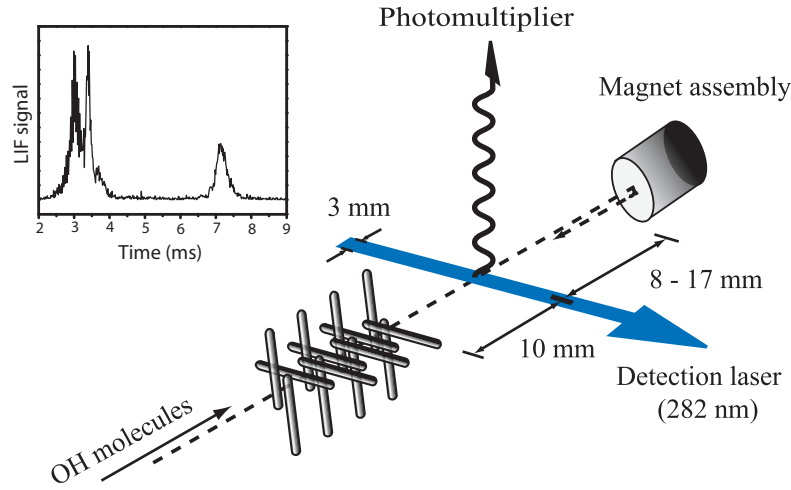 Photomultiplier
Magnet assembly
LIF signal
2 3 4 5 6 7 8 9
Time (ms)
3 mm
8 - 17 mm
10 mm
Detection laser
(282 nm)
OH molecules